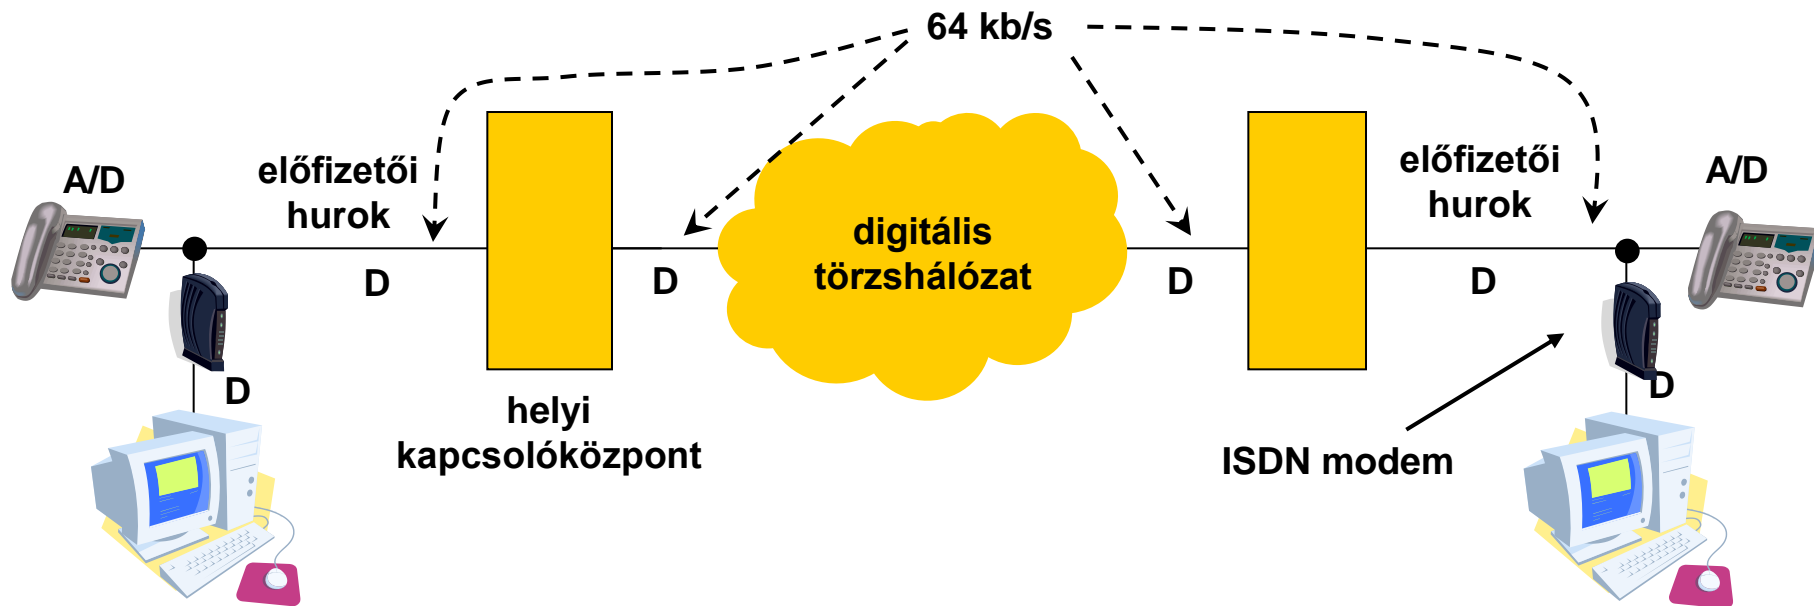 64 kb/s
előfizetői
hurok
előfizetői
hurok
A/D
A/D
digitális
törzshálózat
D
D
D
D
D
D
helyi
kapcsolóközpont
ISDN modem